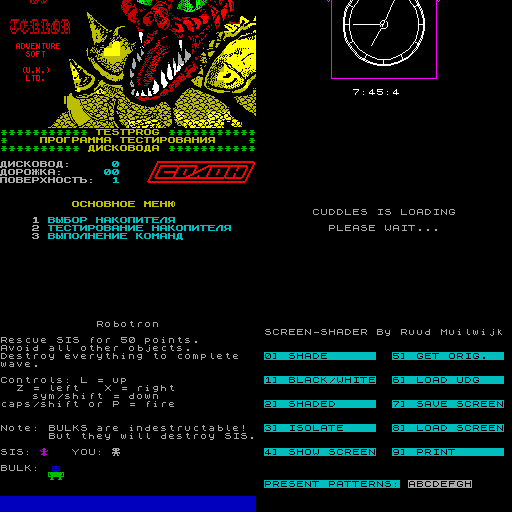 TERROR
ADVENTURE
SOFT
(U.K.)
LTD.
TESTPROG
ПРОГРАММА ТЕСТИРОВАНИЯ
ДИСКОВОДА
ДИСКОВОД: 0
ДОРОЖКА: 00
ПОВЕРХНОСТЬ: 1
ОСНОВНОЕ МЕНЮ
1 ВЫБОР НАКОПИТЕЛЯ
2 ТЕСТИРОВАНИЕ НАКОПИТЕЛЯ
3 ВЫПОЛНЕНИЕ КОМАНД
7:45:4
CUDDLES IS LOADING
PLEASE WAIT...
Robotron
Rescue SIS for 50 points.
Avoid all other objects.
Destroy everything to complete
wave.
Controls: L = up
Z = left X = right
sym/shift = down
caps/shift or P = fire
Note: BULKS are indestructable!
But they will destroy SIS.
SIS: YOU:
BULK:
SCREEN-SHADER By Ruud Muilwijk
0] SHADE
5] GET ORIG.
1] BLACK/WHITE
6] LOAD UDG
2] SHADED
7] SAVE SCREEN
3] ISOLATE
8] LOAD SCREEN
4] SHOW SCREEN
9] PRINT
PRESENT PATTERNS: ABCDEFGH